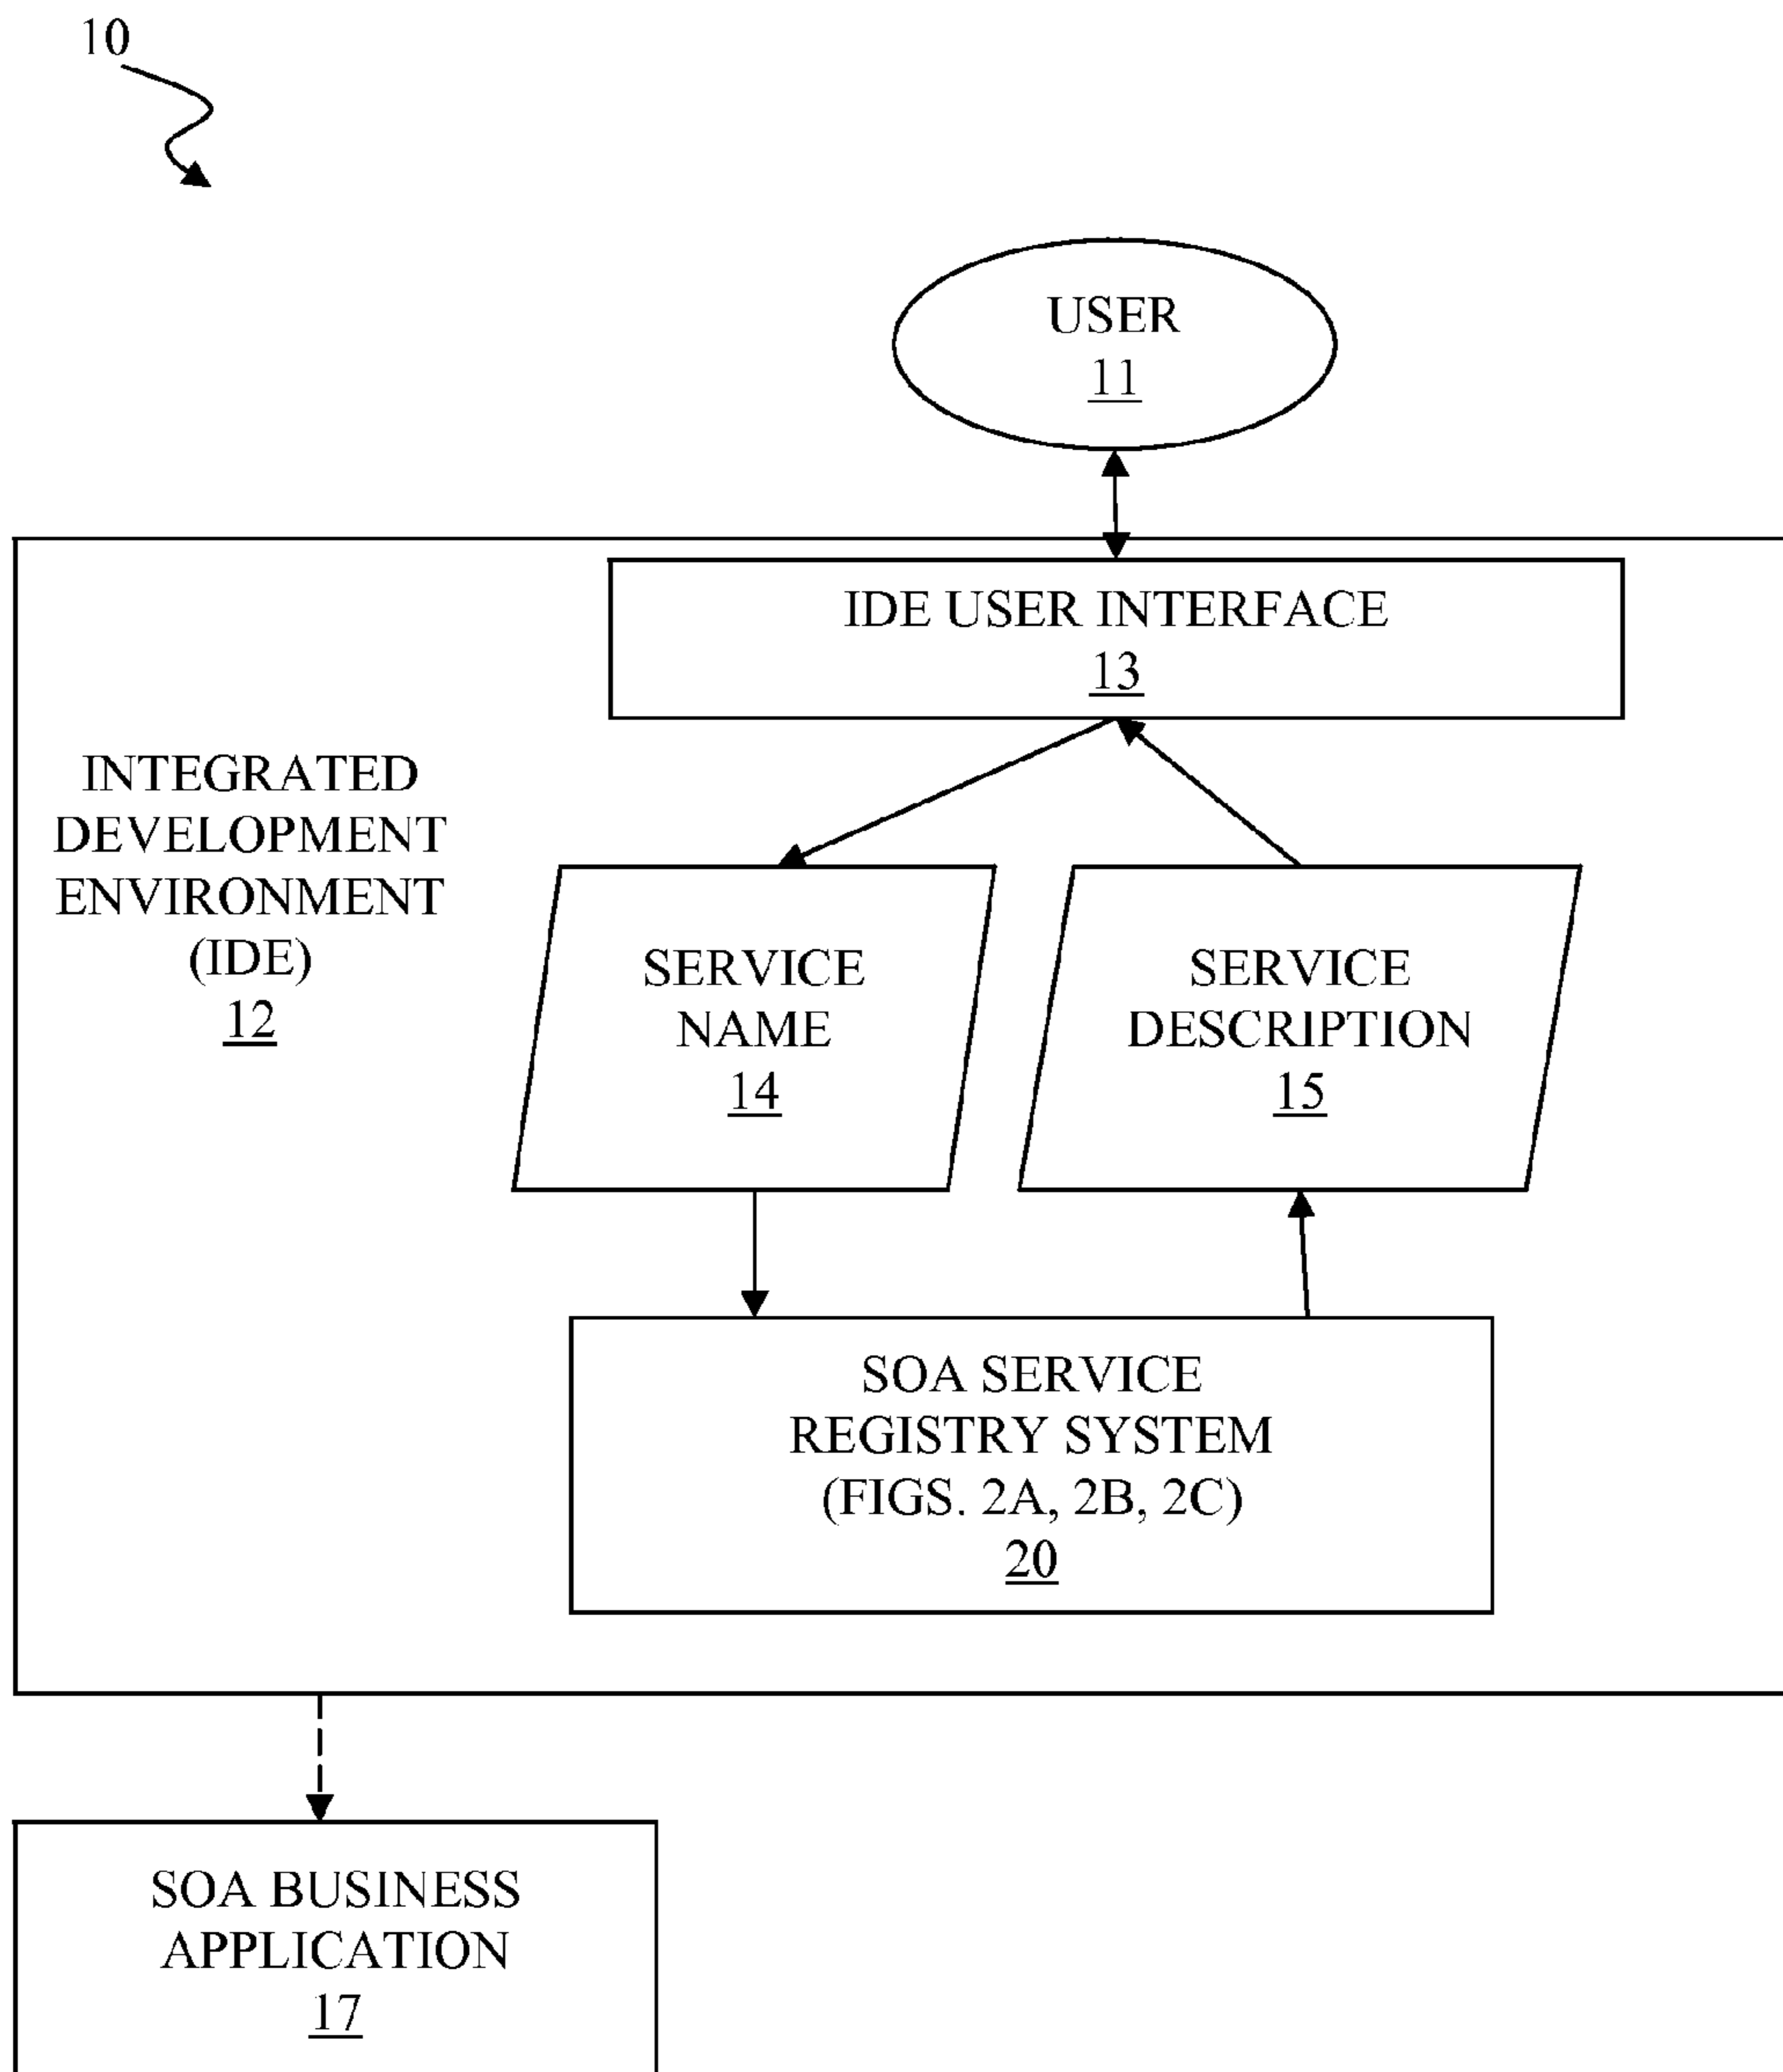 10
USER
11
IDE USER INTERFACE
13
INTEGRATED
DEVELOPMENT
ENVIRONMENT
(IDE)
12
SERVICE
NAME
14
SERVICE
DESCRIPTION
15
SOA SERVICE
REGISTRY SYSTEM
(FIGS. 2A, 2B, 2C)
20
SOA BUSINESS
APPLICATION
17